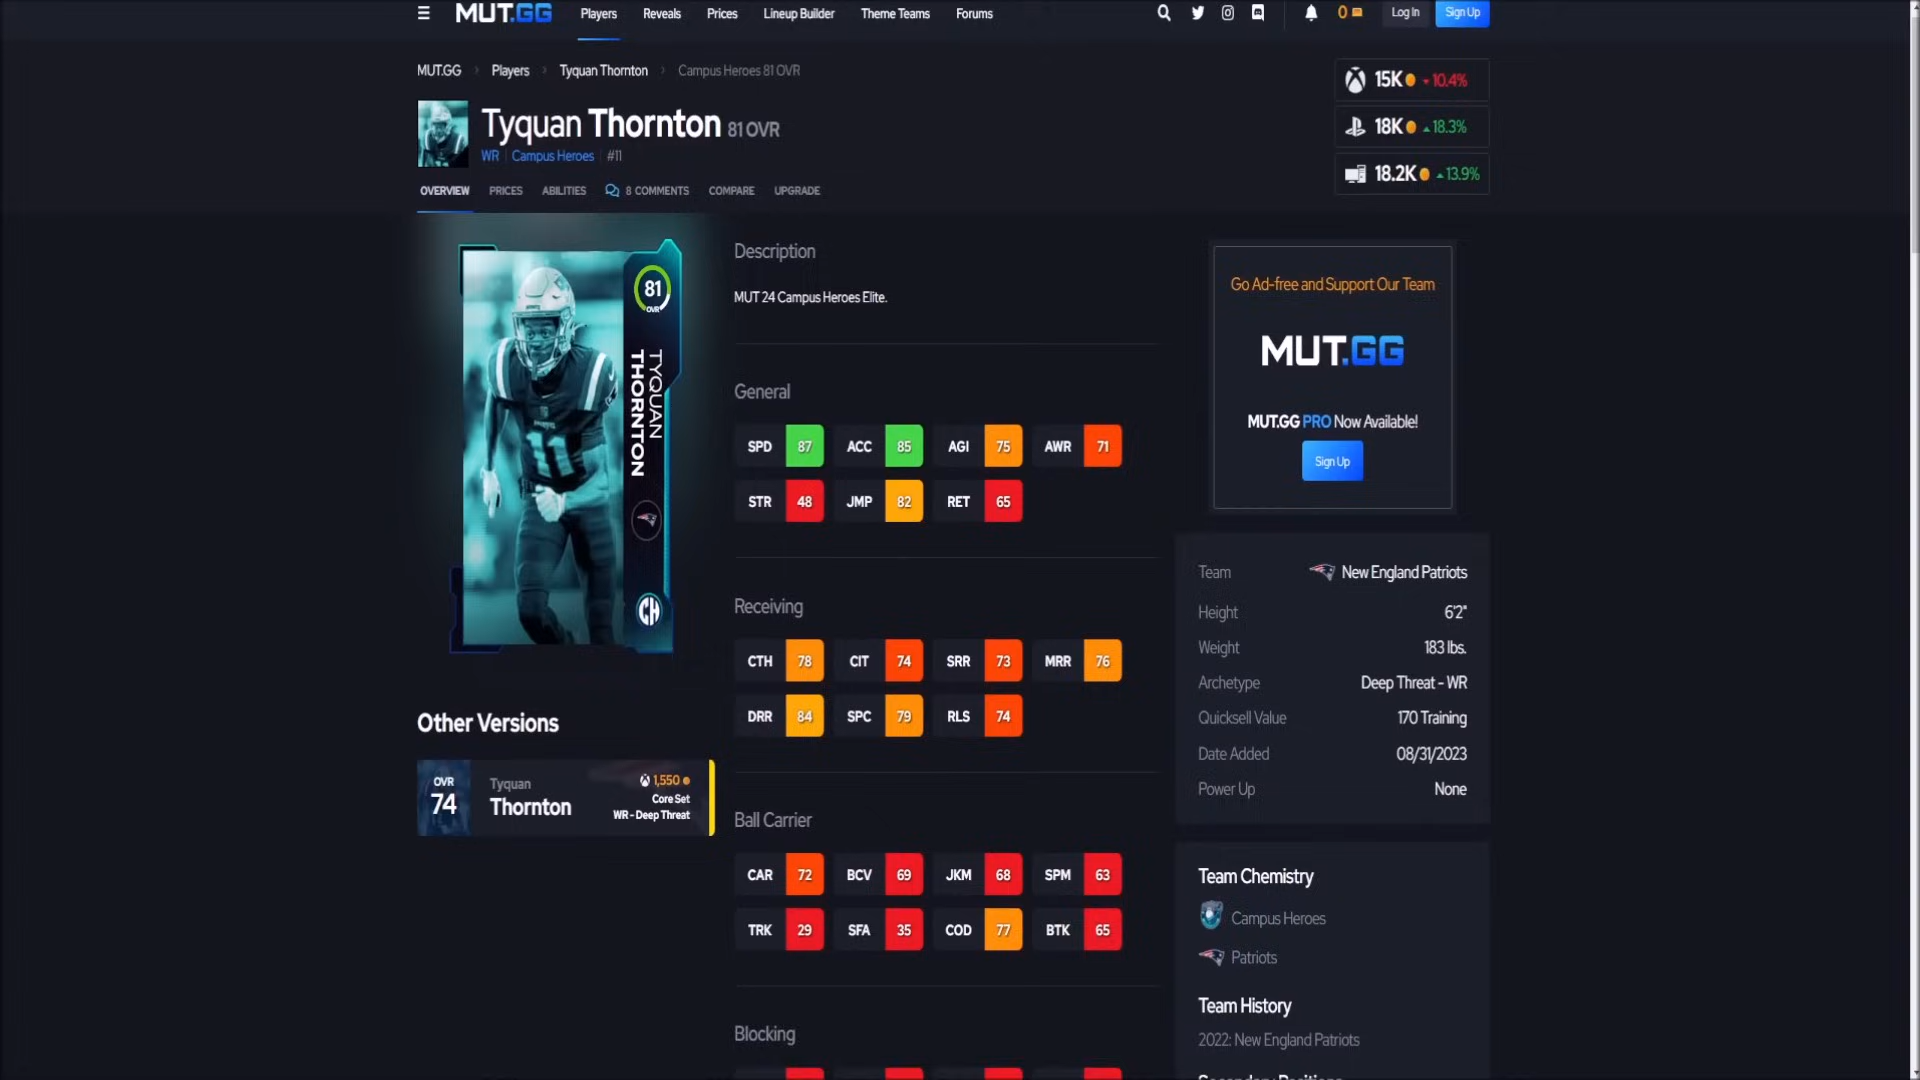 MUT.GG
Players
Reveals
Prices
Lineup Builder
Theme Teams
Forums
0
Log In
Sign Up
MUT.GG
Players
Tyquan Thornton
Campus Heroes 81 OVR
Tyquan Thornton 81 OVR
WR Campus Heroes #11
15K 10.4%
18K 18.3%
18.2K 13.9%
OVERVIEW
PRICES
ABILITIES
8 COMMENTS
COMPARE
UPGRADE
81
OVR
TYQUAN
THORNTON
11
CH
Description
MUT 24 Campus Heroes Elite.
General
SPD 87 ACC 85 AGI 75 AWR 71
STR 48 JMP 82 RET 65
Receiving
CTH 78 CIT 74 SRR 73 MRR 76
DRR 84 SPC 79 RLS 74
Ball Carrier
CAR 72 BCV 69 JKM 68 SPM 63
TRK 29 SFA 35 COD 77 BTK 65
Blocking
Other Versions
OVR
74
Tyquan
Thornton
1,550
Core Set
WR - Deep Threat
Go Ad-free and Support Our Team
MUT.GG
MUT.GG PRO Now Available!
Sign Up
Team New England Patriots
Height 6'2"
Weight 183 lbs.
Archetype Deep Threat - WR
Quicksell Value 170 Training
Date Added 08/31/2023
Power Up None
Team Chemistry
Campus Heroes
Patriots
Team History
2022: New England Patriots